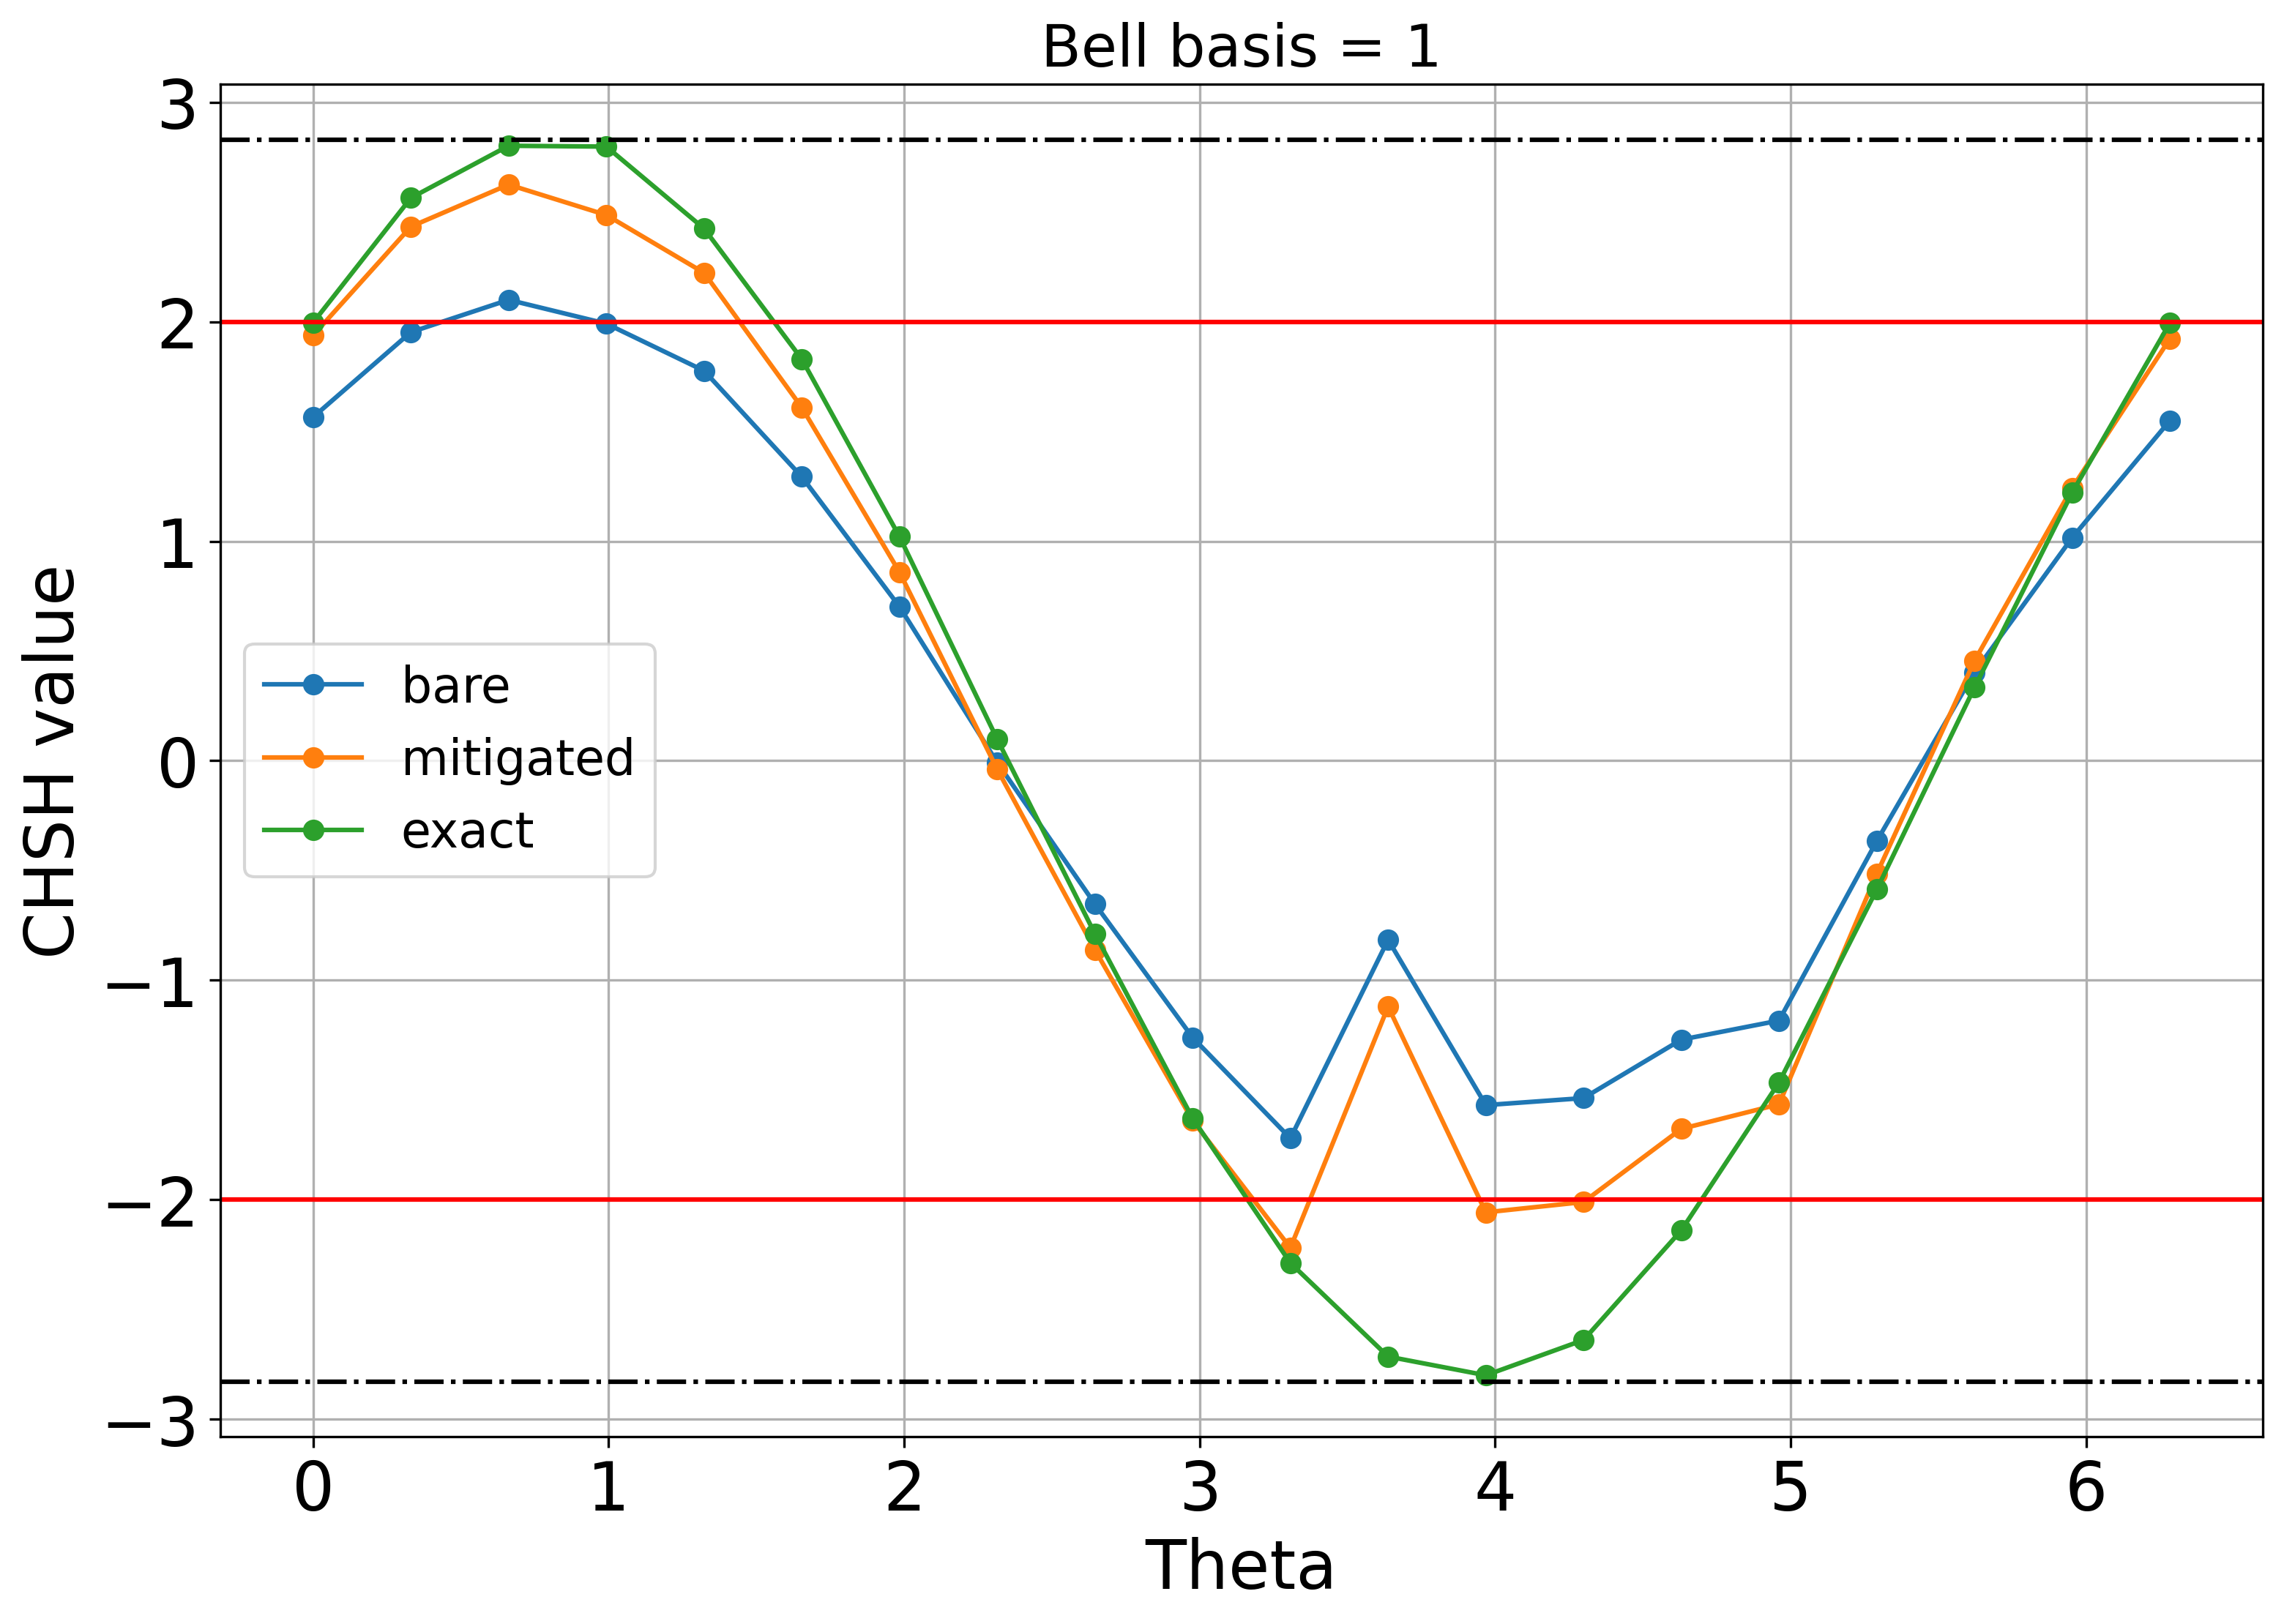 Bell basis = 1
CHSH value
3
2
1
0
−1
−2
−3
bare
mitigated
exact
0 1 2 3 4 5 6
Theta